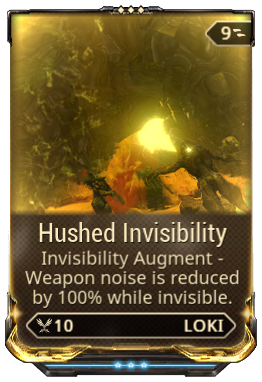 9
Hushed Invisibility
Invisibility Augment -
Weapon noise is reduced
by 100% while invisible.
10 LOKI